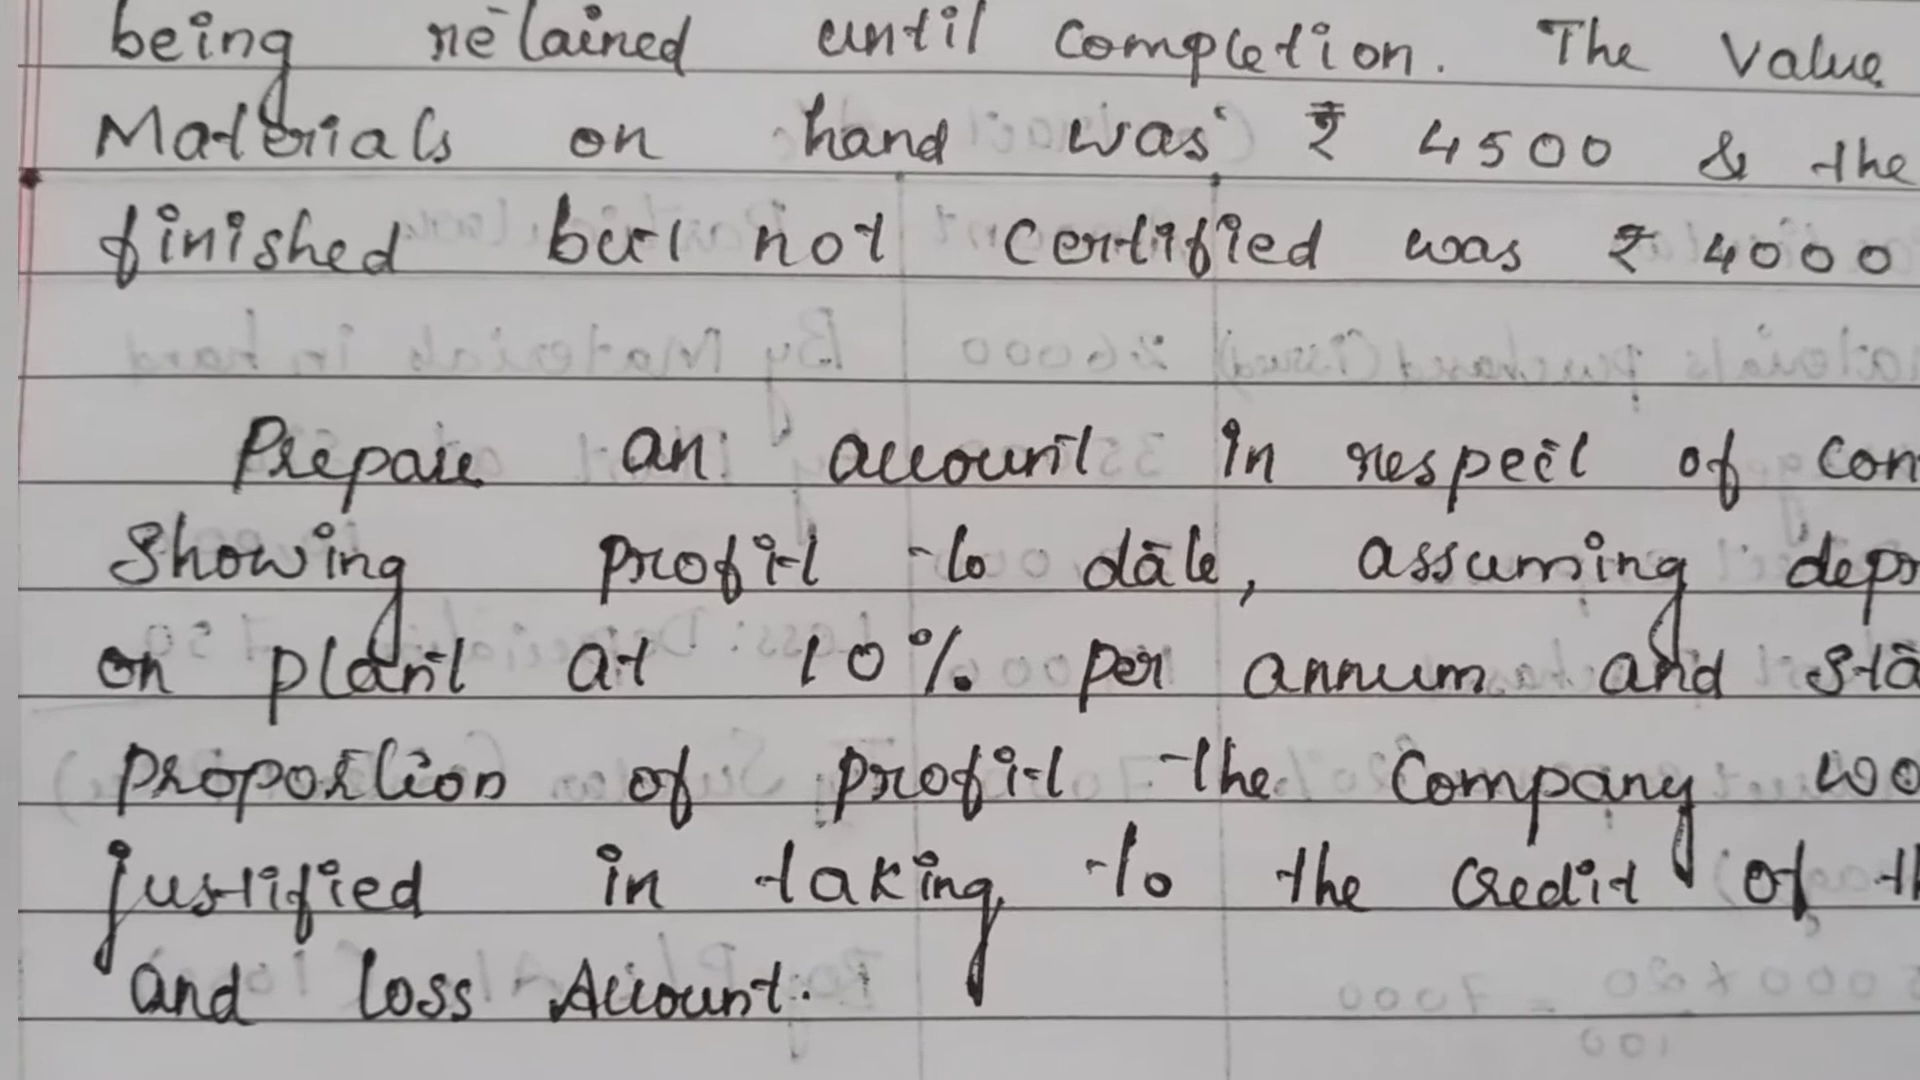 being retained until completion. The Value
Materials on hand was ₹ 4500 & the
finished but not certified was ₹ 4000
Prepare an account in respect of con
Showing profit to date, assuming depr
on plant at 10% per annum and sta
proportion of profit the Company wo
justified in taking to the credit of th
and loss Account.